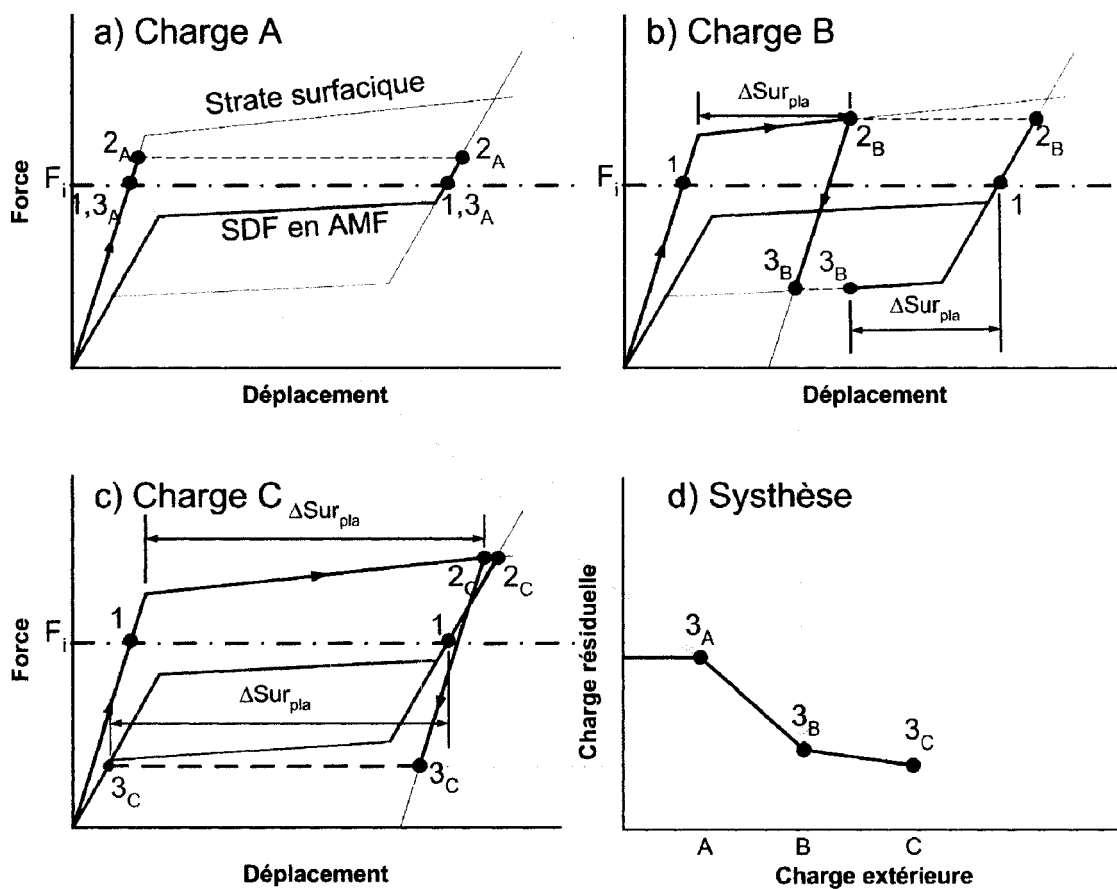 a) Charge A
Strate surfacique
2A
2A
Fi
1,3A
1,3A
SDF en AMF
Force
Déplacement
b) Charge B
ΔSurpla
2B
2B
1
Fi
1
3B
3B
ΔSurpla
Déplacement
c) Charge C
ΔSurpla
2C
2C
1
1
Fi
Force
ΔSurpla
3C
3C
Déplacement
d) Systhèse
Charge résiduelle
3A
3B
3C
A
B
C
Charge extérieure